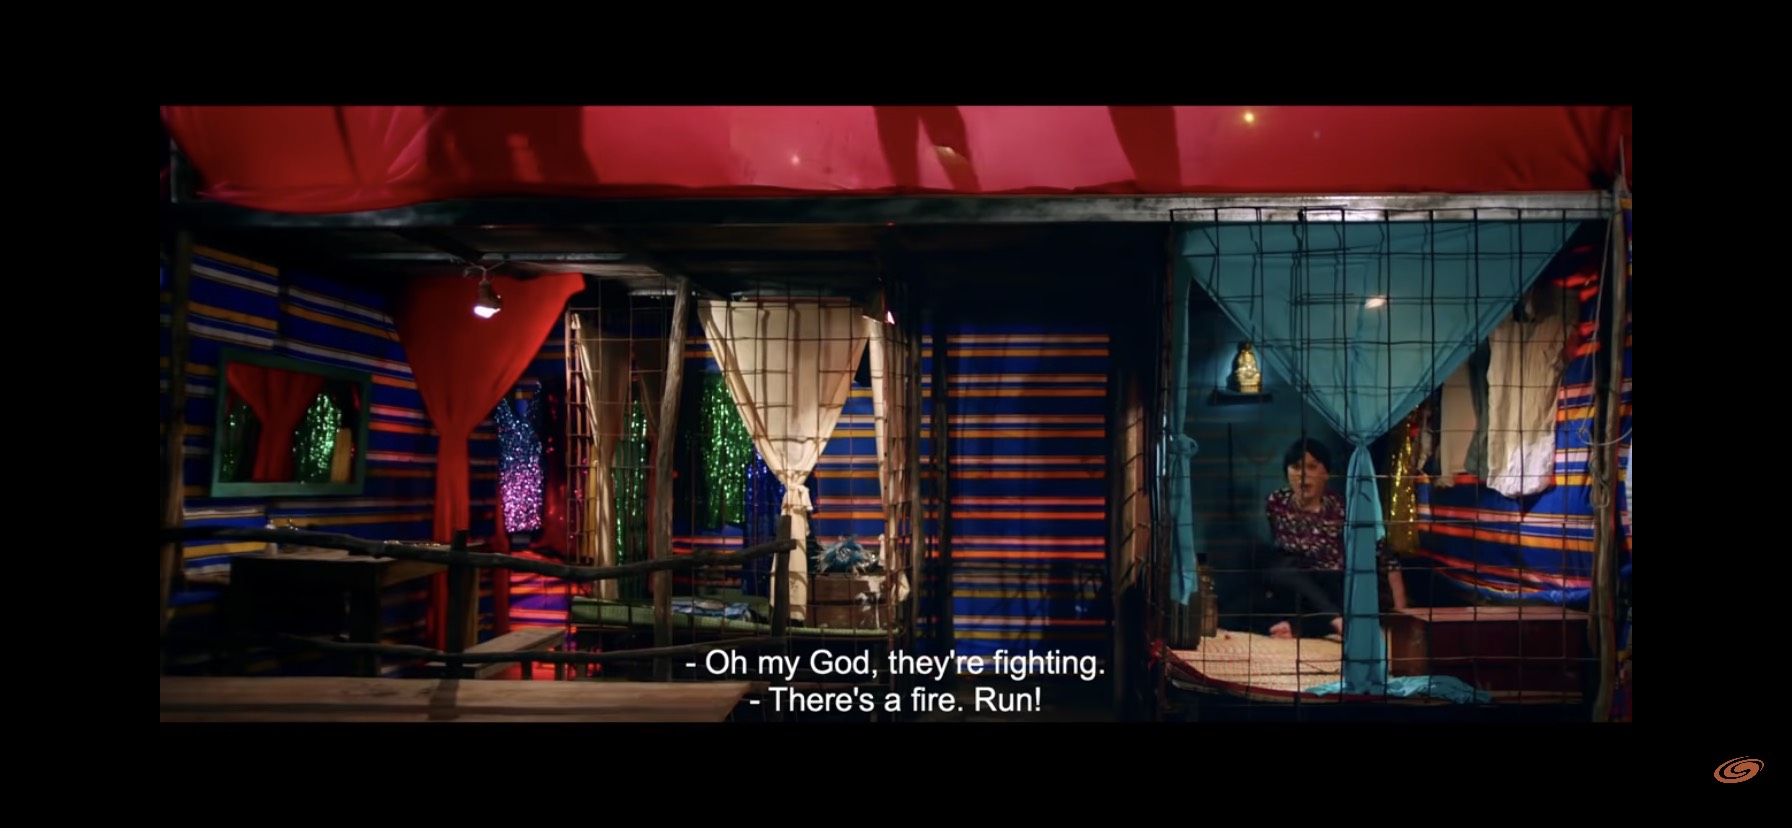 - Oh my God, they're fighting.
- There's a fire. Run!